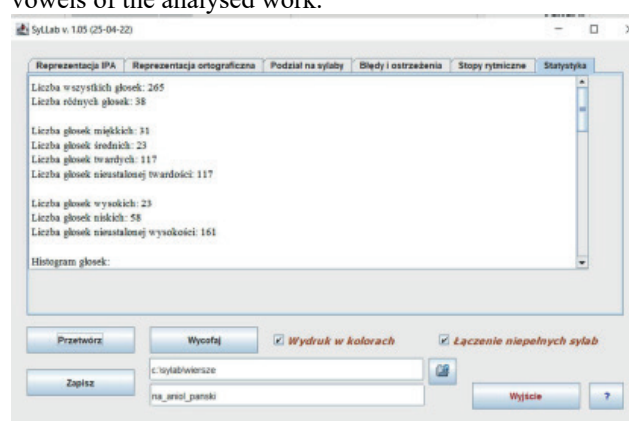 vowels of the analysed work.
SyLLab v. 1.05 (25-04-22)
Reprezentacja IPA Reprezentacja ortograficzna Podział na sylaby Błędy i ostrzeżenia Stopy rytmiczne Statystyka
Liczba wszystkich głosek: 265
Liczba różnych głosek: 38
Liczba głosek miękkich: 31
Liczba głosek średnich: 23
Liczba głosek twardych: 117
Liczba głosek nieustalonej twardości: 117
Liczba głosek wysokich: 23
Liczba głosek niskich: 58
Liczba głosek nieustalonej wysokości: 161
Histogram głosek:
Przetwórz Wycofaj Wydruk w kolorach Łączenie niepełnych sylab
c:\sylab\wiersze
Zapisz
na_aniol_panski
Wyjście ?